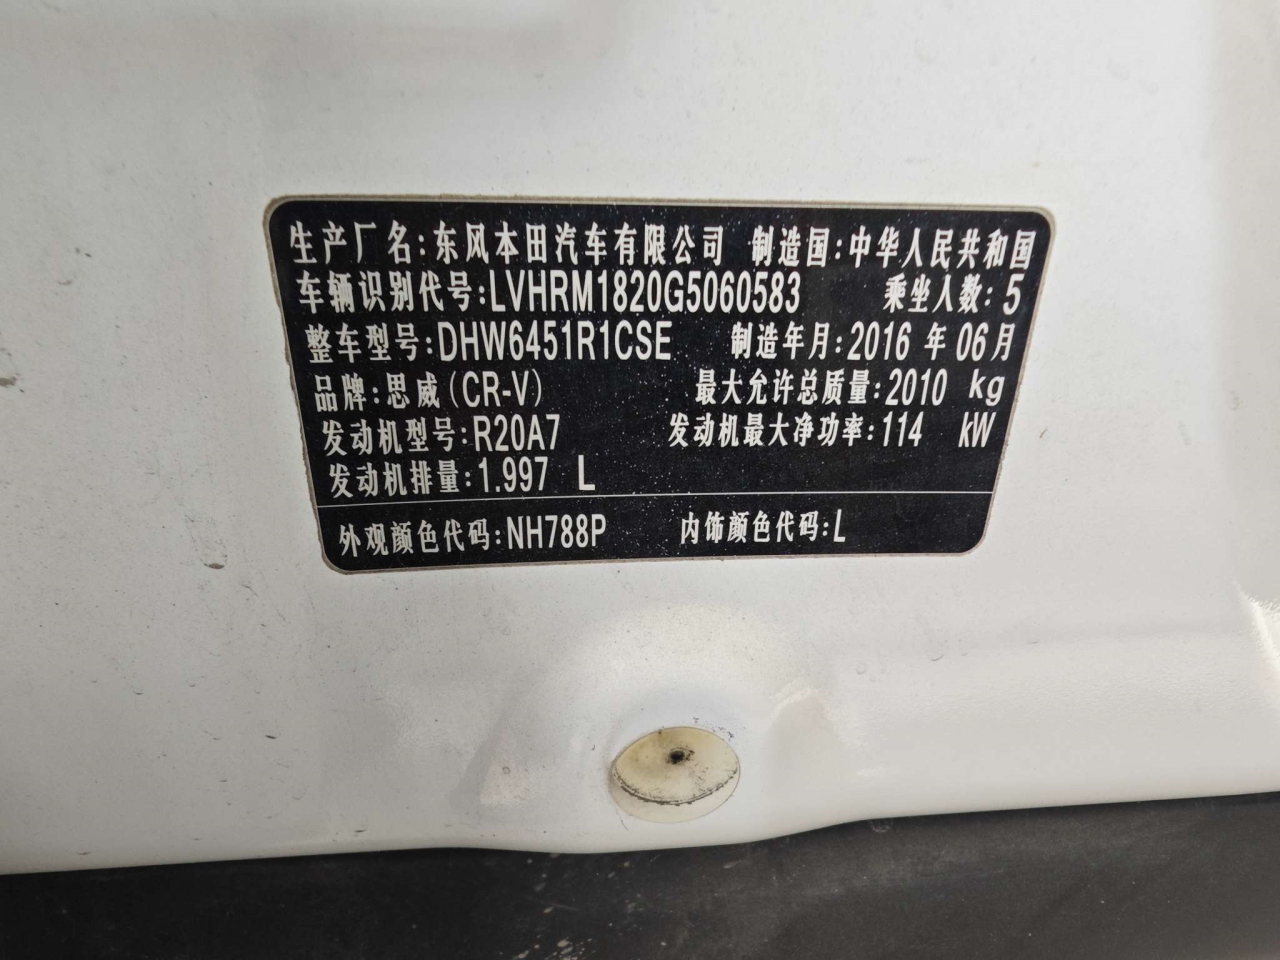 生产厂名:东风本田汽车有限公司 制造国:中华人民共和国
车辆识别代号:LVHRM1820G5060583 乘坐人数:5
整车型号:DHW6451R1CSE 制造年月:2016 年 06月
品牌:思威(CR-V) 最大允许总质量:2010 kg
发动机型号:R20A7 发动机最大净功率:114 kW
发动机排量:1.997 L
外观颜色代码:NH788P 内饰颜色代码:L